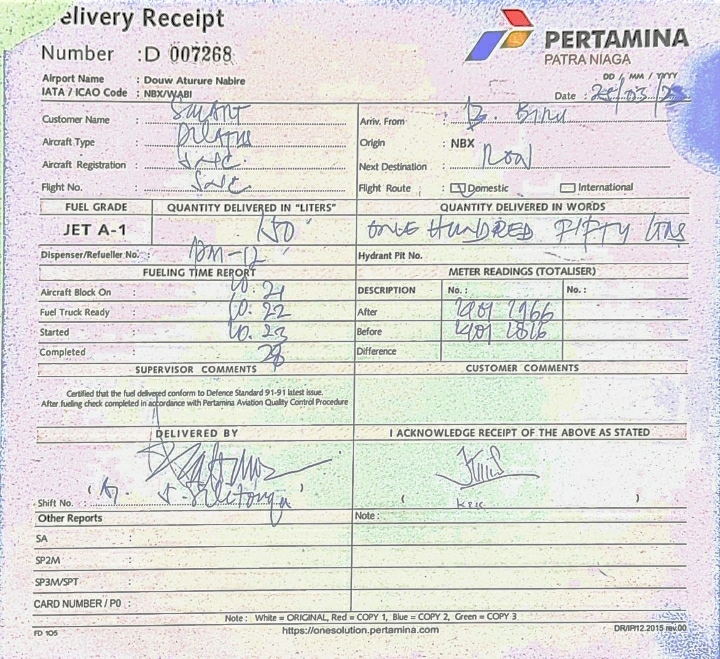 elivery Receipt
PERTAMINA
PATRA NIAGA
Number : D 007268
Airport Name : Douw Aturure Nabire
IATA / ICAO Code : NBX/WABI
DD / MM / YYYY
Date :
Customer Name : SMART
Arriv. From :
Aircraft Type : PILATUS
Origin : NBX
Aircraft Registration :
Next Destination :
Flight No. :
Flight Route : Domestic International
FUEL GRADE QUANTITY DELIVERED IN "LITERS" QUANTITY DELIVERED IN WORDS
JET A-1 150 ONE HUNDRED FIFTY LTRS
Dispenser/Refueller No. : RM-12 Hydrant Pit No.
FUELING TIME REPORT METER READINGS (TOTALISER)
Aircraft Block On
DESCRIPTION No. : No. :
Fuel Truck Ready
After
Started
Before
Completed 28
Difference
SUPERVISOR COMMENTS CUSTOMER COMMENTS
Certified that the fuel delivered conform to Defence Standard 91-91 latest issue.
After fueling check completed in accordance with Pertamina Aviation Quality Control Procedure
DELIVERED BY I ACKNOWLEDGE RECEIPT OF THE ABOVE AS STATED
Shift No. : ( ) ( )
Other Reports Note :
SA :
SP2M :
SP3M/SPT :
CARD NUMBER / P0 :
Note : White = ORIGINAL, Red = COPY 1, Blue = COPY 2, Green = COPY 3
FD 105 https://onesolution.pertamina.com DR/IP/12.2015 rev.00